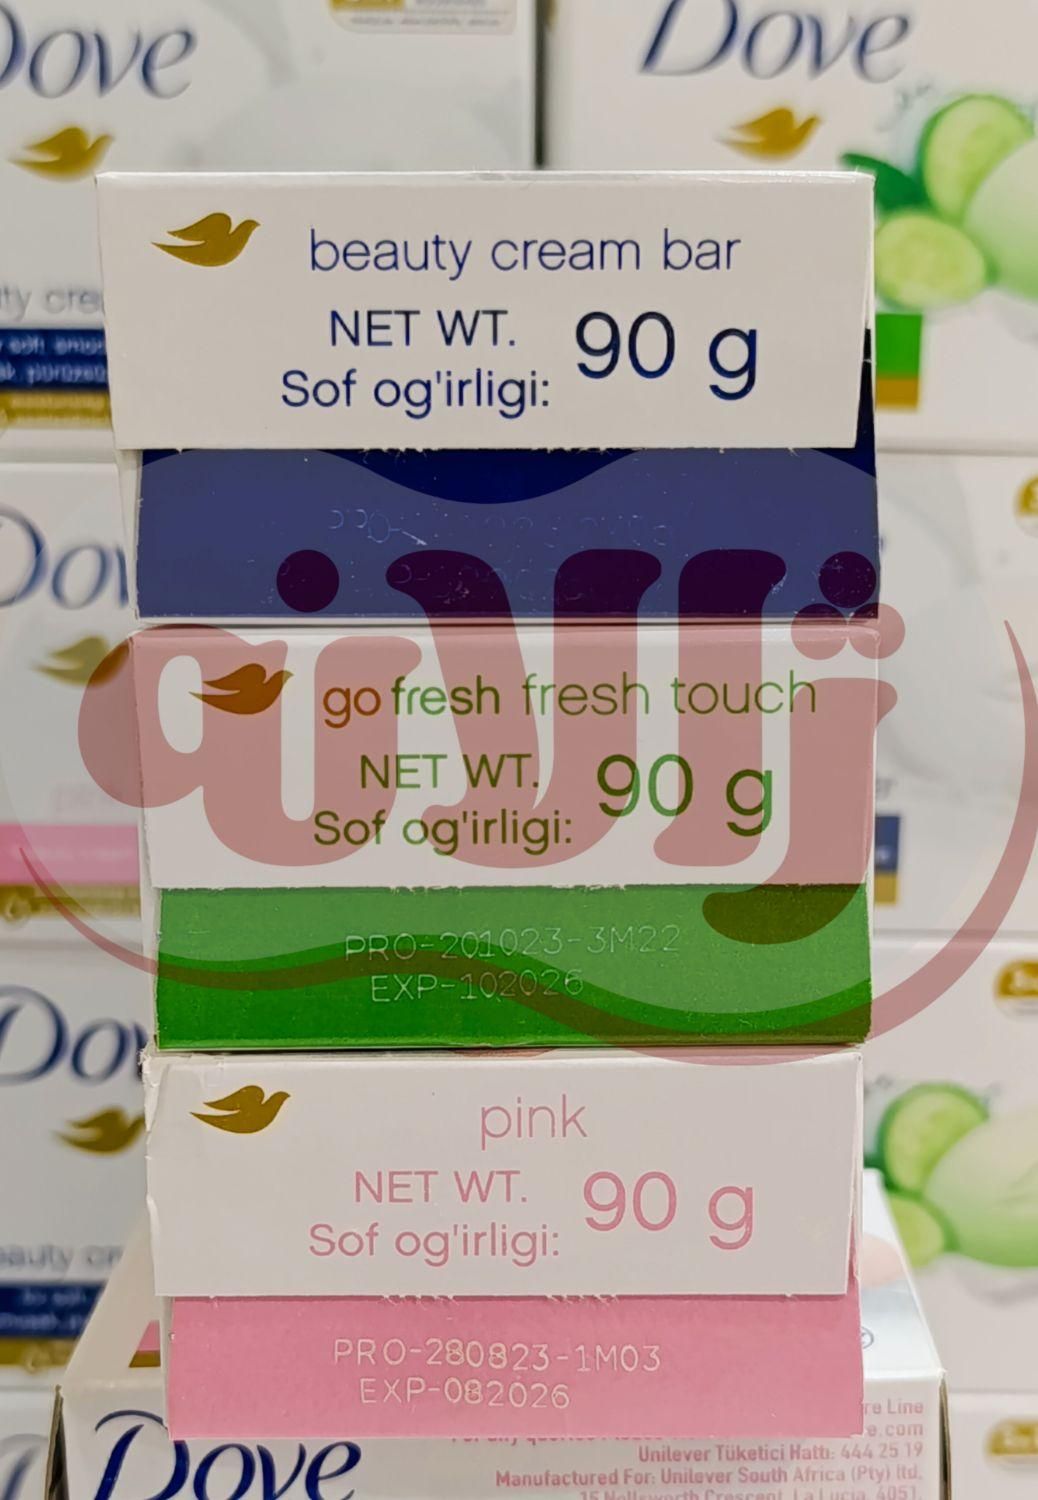 Dove
Dove
beauty cream bar
NET WT.
Sof og'irligi:
90 g
ژالانه
go fresh fresh touch
NET WT.
Sof og'irligi:
90 g
PRO-201023-3M22
EXP-102026
pink
NET WT.
Sof og'irligi:
90 g
PRO-280823-1M03
EXP-082026
Dove
Unilever Tüketici Hattı: 444 25 19
Manufactured For: Unilever South Africa (Pty) ltd.